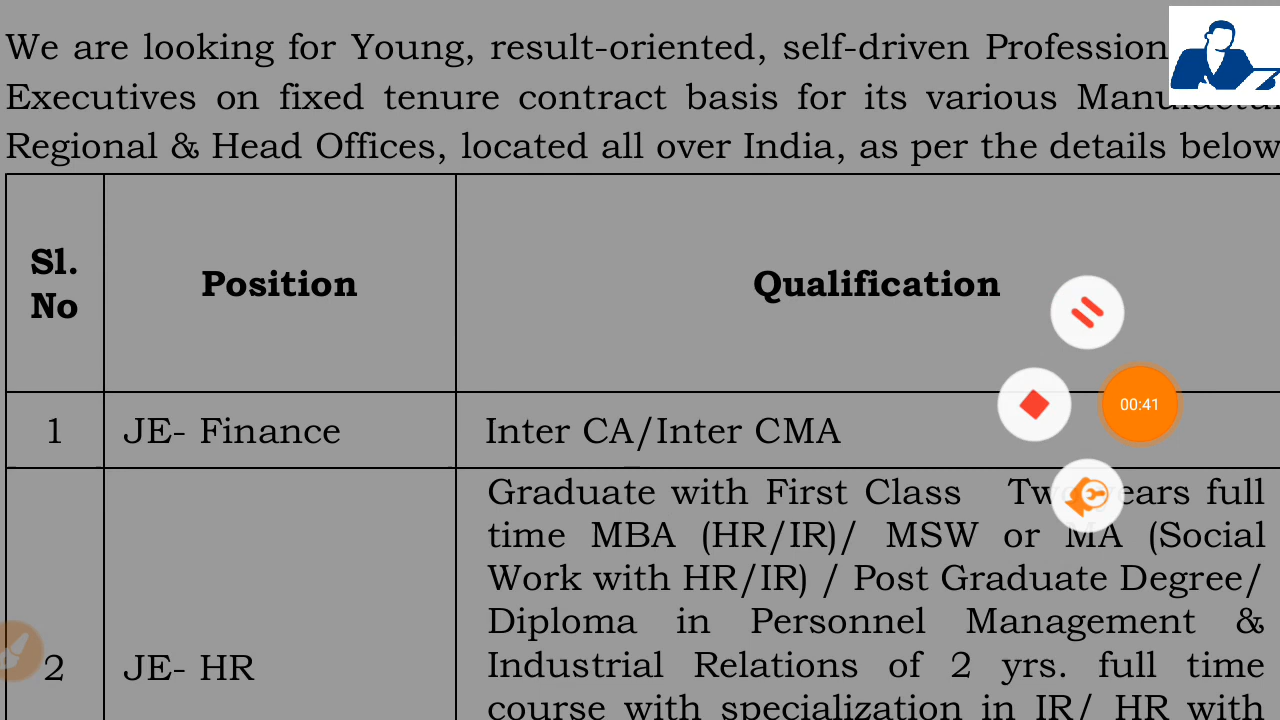 We are looking for Young, result-oriented, self-driven
Executives on fixed tenure contract basis for its various
Regional & Head Offices, located all over India, as per the details below
Sl.
No
Position
Qualification
1
JE- Finance
Inter CA/Inter CMA
00:41
2
JE- HR
Graduate with First Class full
time MBA (HR/IR)/ MSW or MA (Social
Work with HR/IR) / Post Graduate Degree/
Diploma in Personnel Management &
Industrial Relations of 2 yrs. full time
course with specialization in IR/ HR with